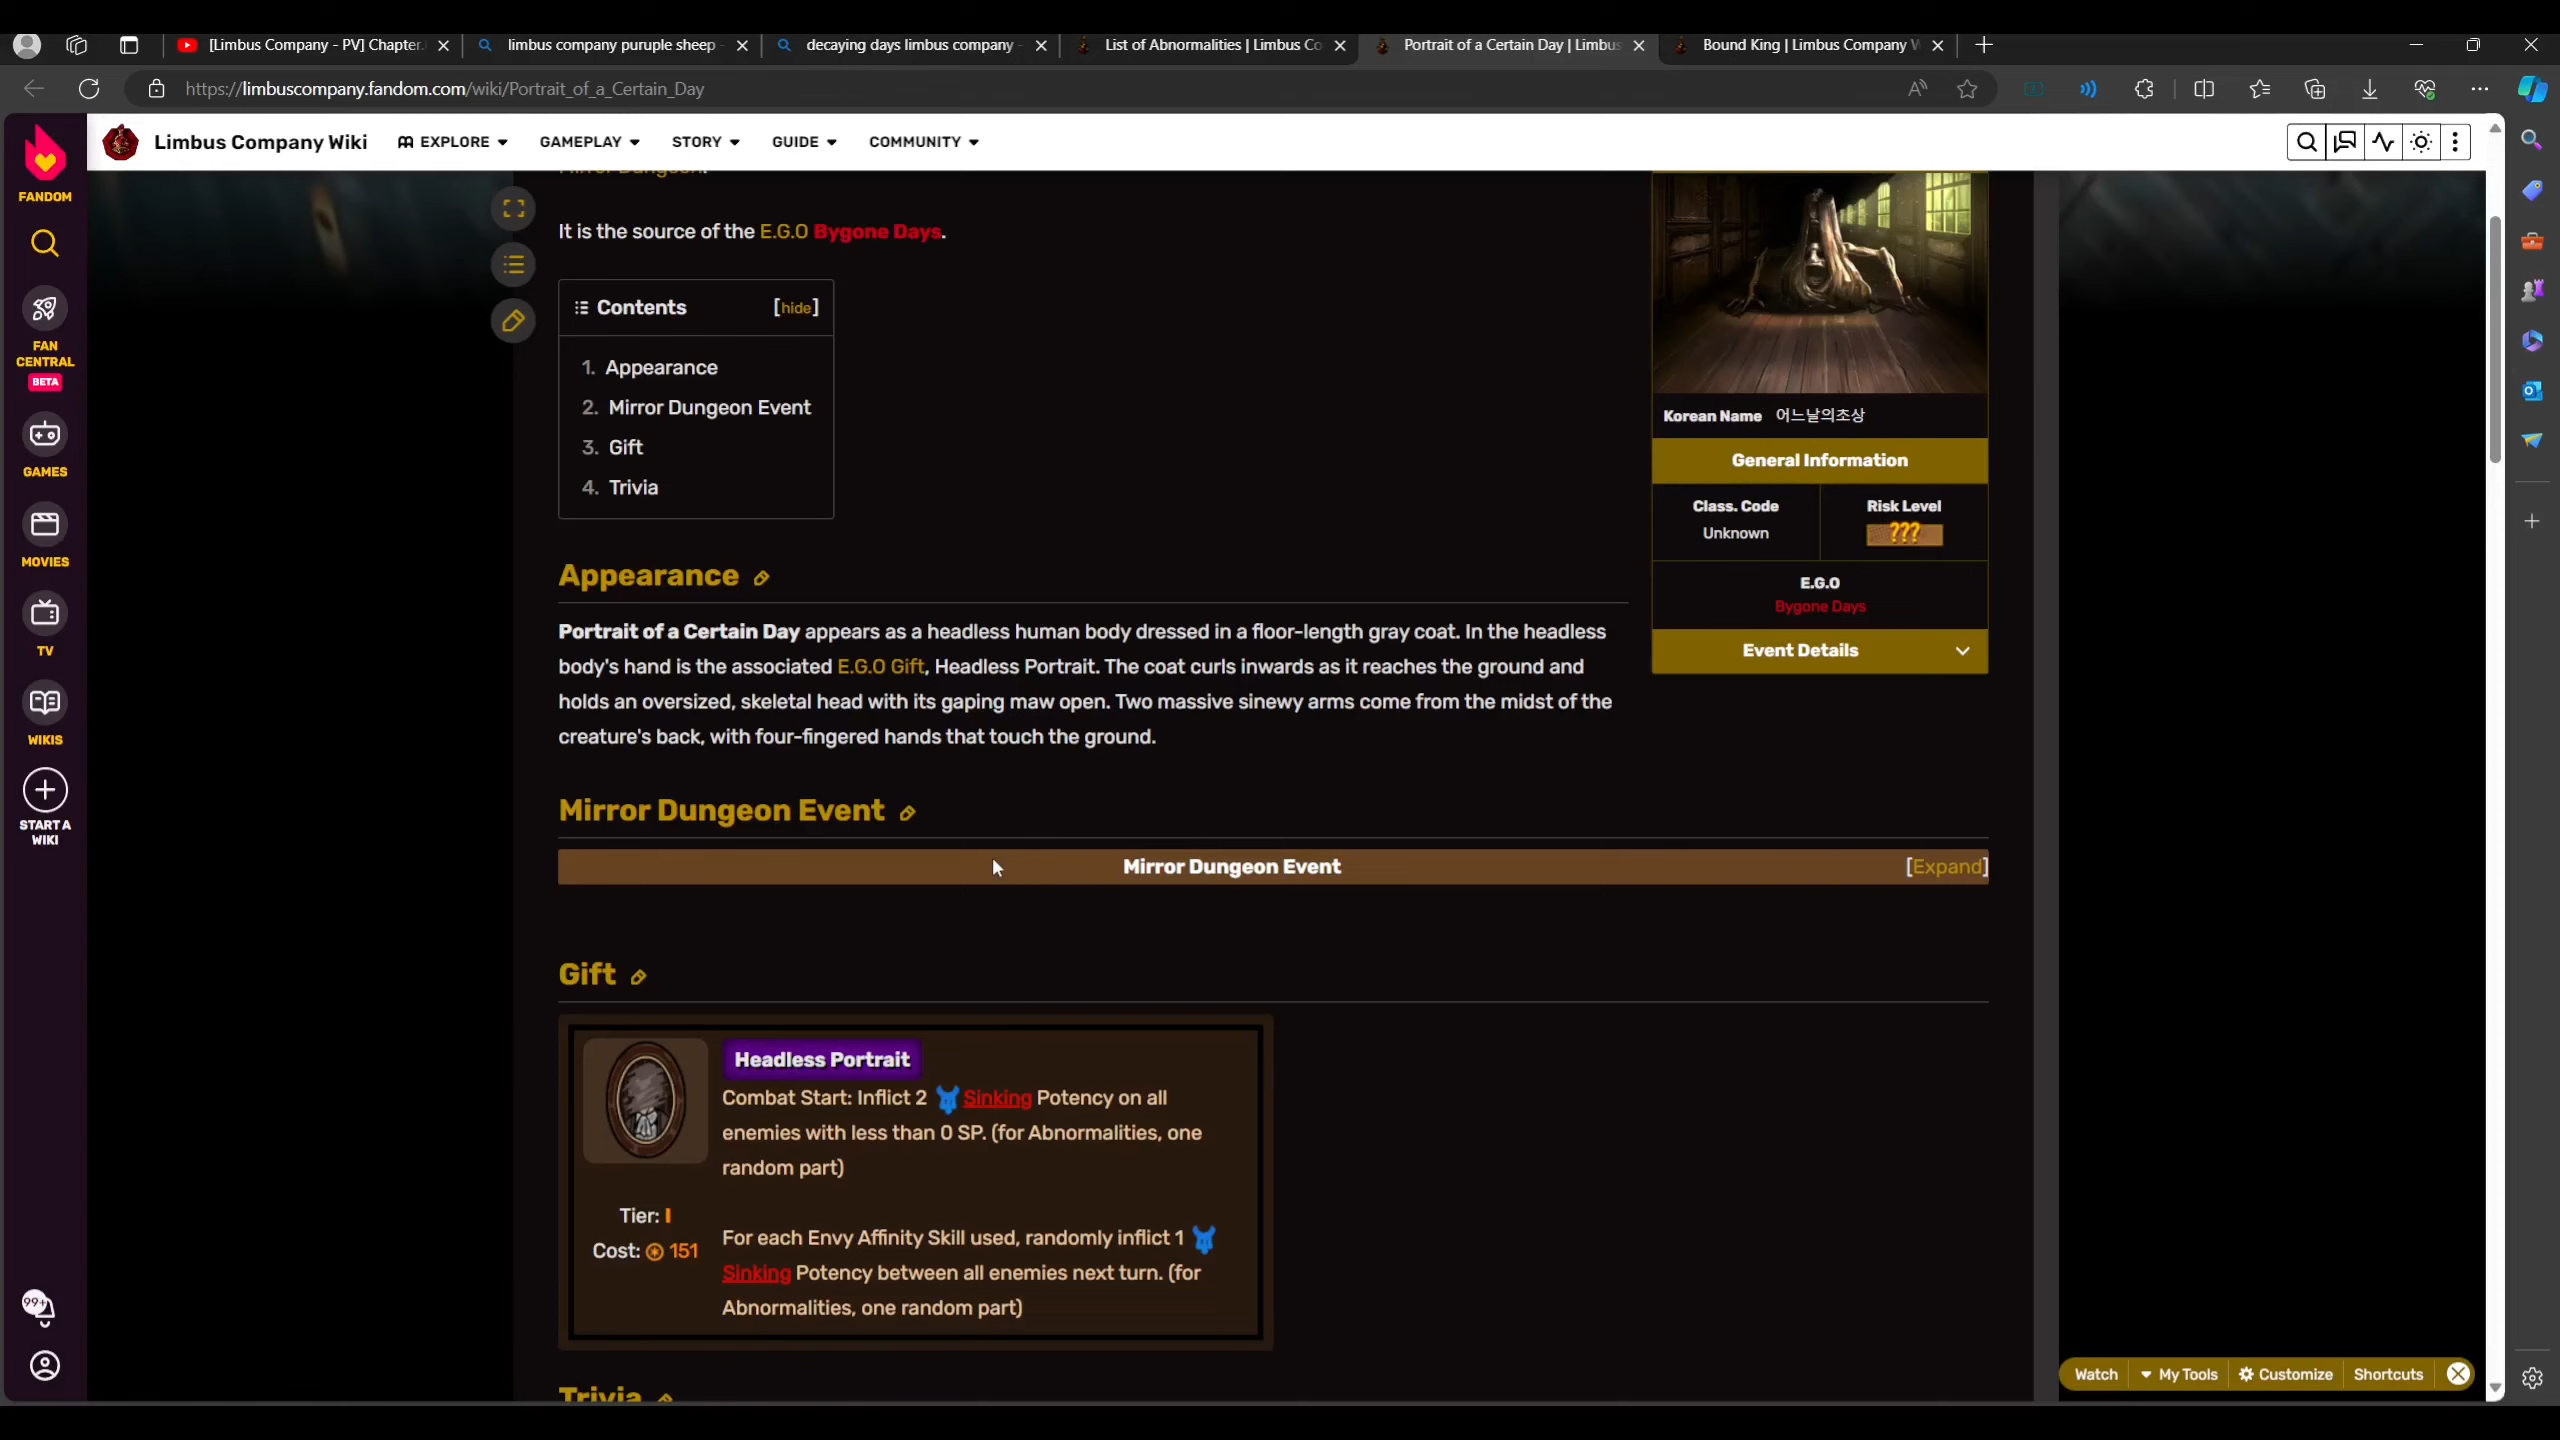 [Limbus Company - PV] Chapter.
limbus company puruple sheep
decaying days limbus company
List of Abnormalities | Limbus Co
Portrait of a Certain Day | Limbus
Bound King | Limbus Company W
https://limbuscompany.fandom.com/wiki/Portrait_of_a_Certain_Day
FANDOM
FAN CENTRAL
BETA
GAMES
MOVIES
TV
WIKIS
START A
WIKI
99+
Limbus Company Wiki
EXPLORE
GAMEPLAY
STORY
GUIDE
COMMUNITY
Mirror Dungeon.
It is the source of the E.G.O Bygone Days.
Contents [hide]
1. Appearance
2. Mirror Dungeon Event
3. Gift
4. Trivia
Korean Name 어느날의초상
General Information
Class. Code Risk Level
Unknown ???
E.G.O
Bygone Days
Event Details
Appearance
Portrait of a Certain Day appears as a headless human body dressed in a floor-length gray coat. In the headless
body's hand is the associated E.G.O Gift, Headless Portrait. The coat curls inwards as it reaches the ground and
holds an oversized, skeletal head with its gaping maw open. Two massive sinewy arms come from the midst of the
creature's back, with four-fingered hands that touch the ground.
Mirror Dungeon Event
Mirror Dungeon Event [Expand]
Gift
Headless Portrait
Combat Start: Inflict 2 Sinking Potency on all
enemies with less than 0 SP. (for Abnormalities, one
random part)
Tier: I
Cost: 151
For each Envy Affinity Skill used, randomly inflict 1
Sinking Potency between all enemies next turn. (for
Abnormalities, one random part)
Trivia
Watch My Tools Customize Shortcuts